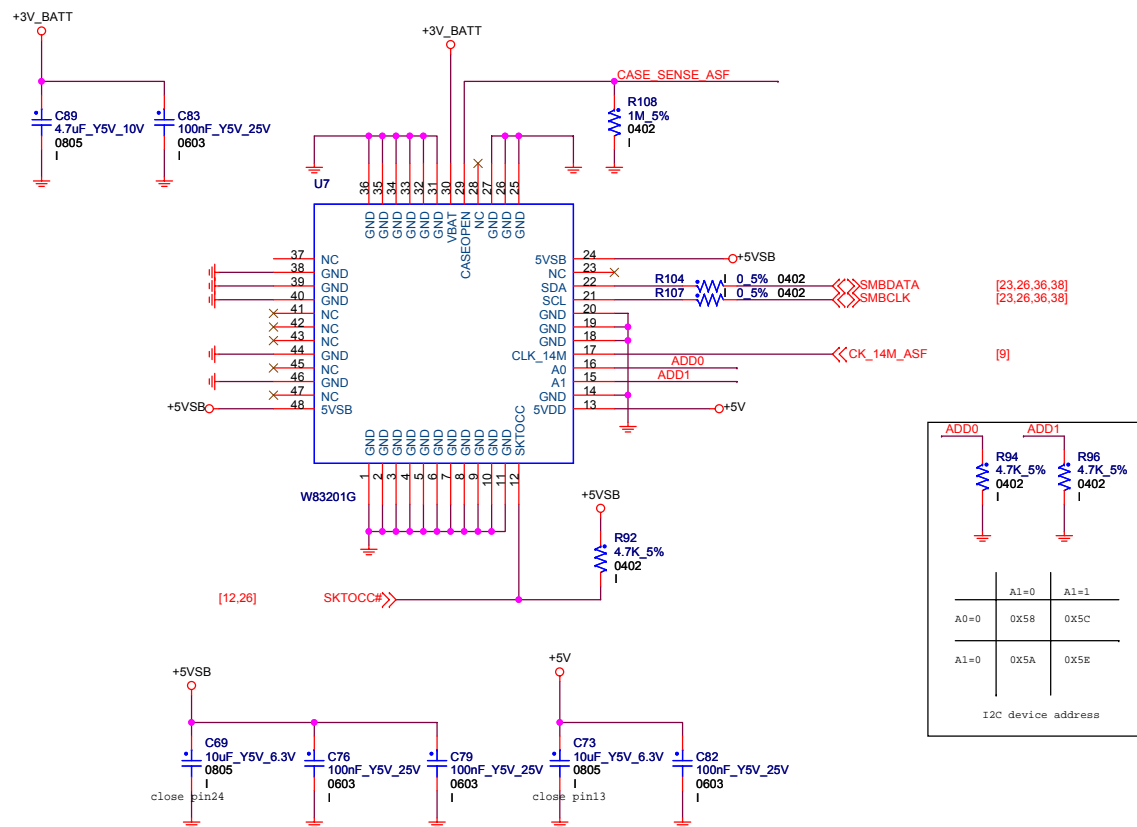 +3V_BATT
+3V_BATT
CASE_SENSE_ASF
C89
4.7uF_Y5V_10V
0805
I
C83
100nF_Y5V_25V
0603
I
R108
1M_5%
0402
I
U7
36 35 34 33 32 31 30 29 28 27 26 25
GND GND GND GND GND GND VBAT CASEOPEN NC GND GND GND
37 NC
38 GND
39 GND
40 GND
41 NC
42 NC
43 NC
44 GND
45 NC
46 GND
47 NC
+5VSB 48 5VSB
5VSB 24 +5VSB
NC 23
SDA 22 R104 I 0_5% 0402 SMBDATA [23,26,36,38]
SCL 21 R107 I 0_5% 0402 SMBCLK [23,26,36,38]
GND 20
GND 19
GND 18
CLK_14M 17 CK_14M_ASF [9]
A0 16 ADD0
A1 15 ADD1
GND 14
5VDD 13 +5V
GND GND GND GND GND GND GND GND GND GND GND SKTOCC
1 2 3 4 5 6 7 8 9 10 11 12
W83201G
+5VSB
R92
4.7K_5%
0402
I
[12,26] SKTOCC#
ADD0 ADD1
R94
4.7K_5%
0402
I
R96
4.7K_5%
0402
I
A1=0 A1=1
A0=0 0X58 0X5C
A1=0 0X5A 0X5E
I2C device address
+5VSB
C69
10uF_Y5V_6.3V
0805
I
close pin24
C76
100nF_Y5V_25V
0603
I
C79
100nF_Y5V_25V
0603
I
+5V
C73
10uF_Y5V_6.3V
0805
I
close pin13
C82
100nF_Y5V_25V
0603
I